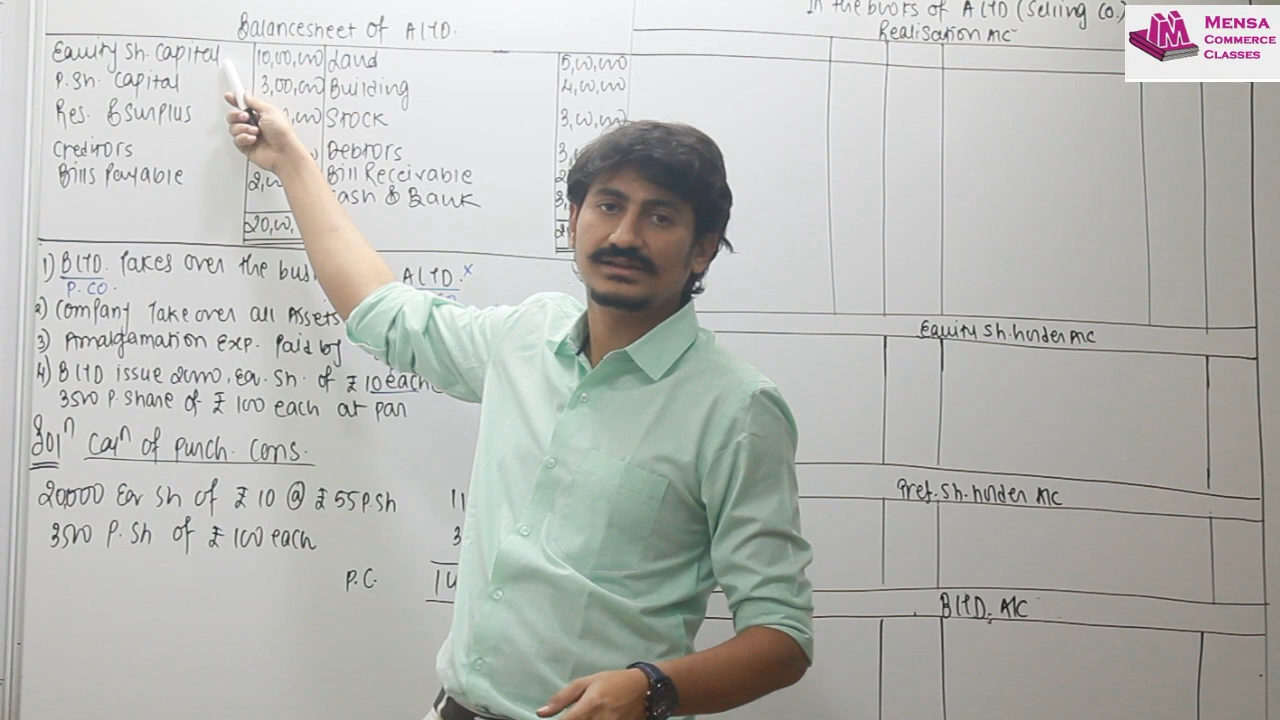 Balancesheet of A LTD.
Equity Sh. Capital 10,00,000 Land 5,00,000
P. Sh. Capital 3,00,000 Building 4,00,000
Res. & Surplus Stock 3,00,000
Creditors Debtors
Bills Payable Bill Receivable
Cash & Bank
1) B LTD. Takes over the A LTD. x
P. CO.
2) Company Take over all Assets
3) Amalgamation Exp. Paid by
4) B LTD issue 20000, Eq. Sh. of ₹ 10 each
3500 P. Share of ₹ 100 each at par
Solⁿ Calⁿ of Purch. Cons.
20,000 Eq Sh of ₹ 10 @ ₹ 55 P.sh
3500 P. Sh of ₹ 100 each
P.C.
In the books of A LTD (Selling Co.)
Realisation A/C
Equity Sh. holder A/C
Pref. Sh. holder A/C
B LTD. A/C
MENSA
COMMERCE
CLASSES